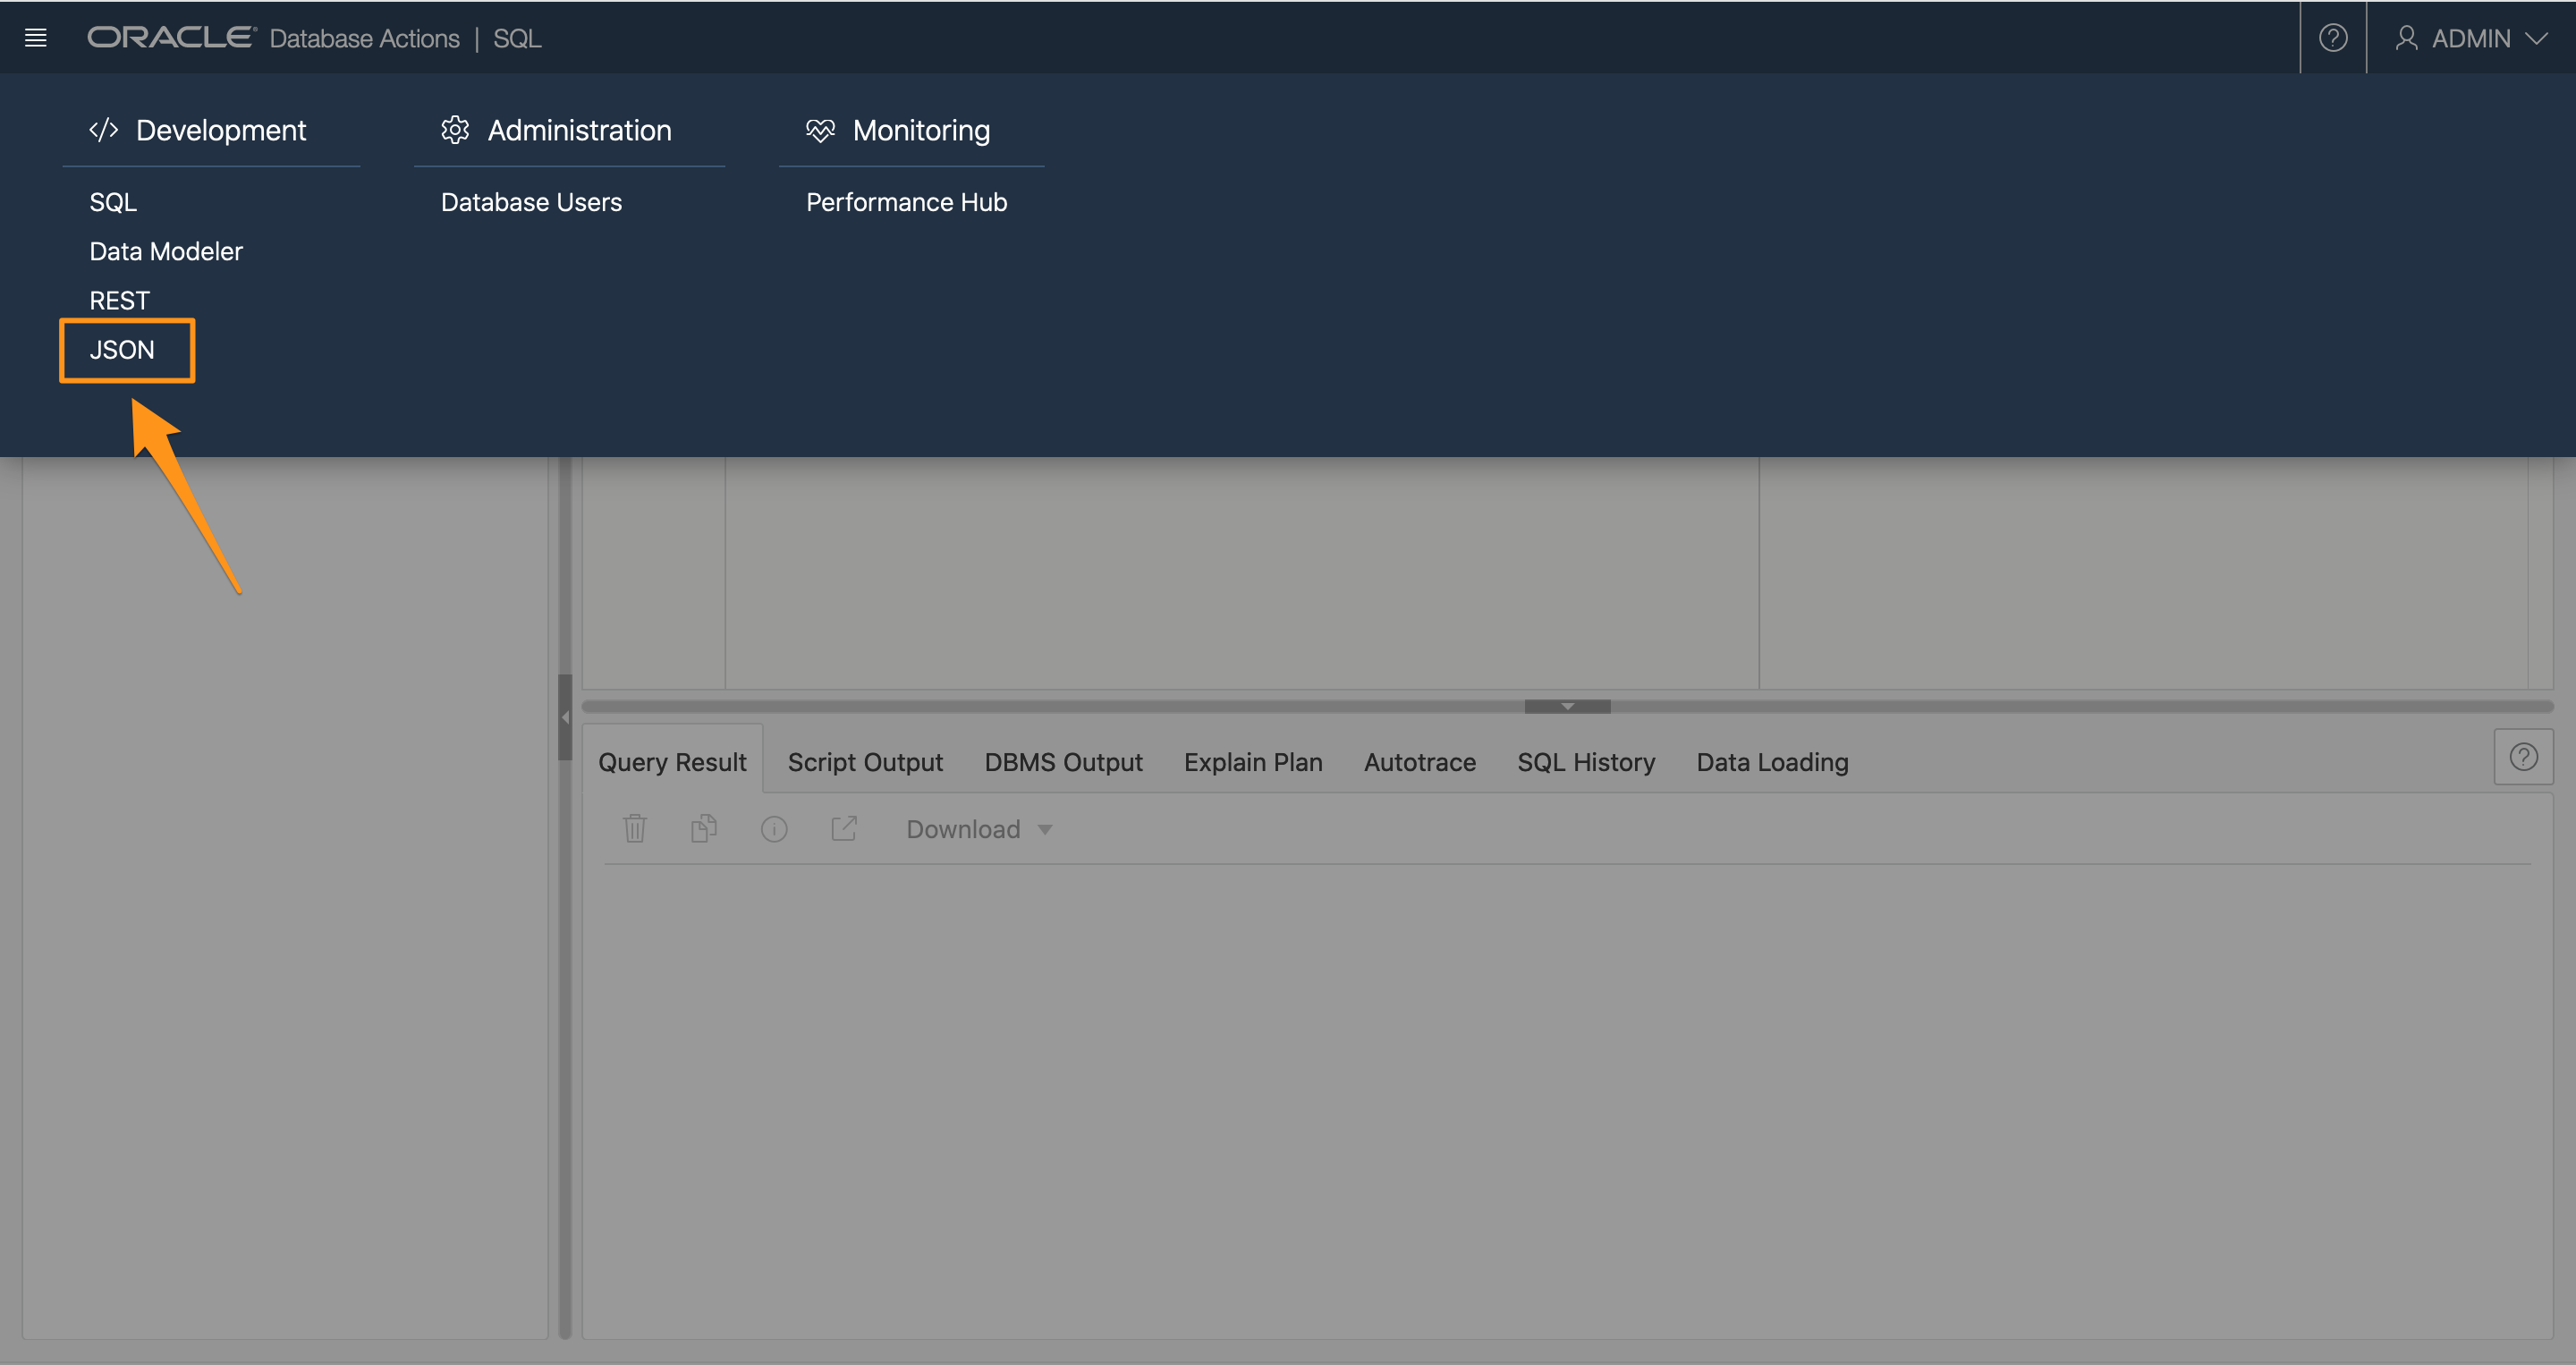 ORACLE Database Actions | SQL
ADMIN
Development
Administration
Monitoring
SQL
Database Users
Performance Hub
Data Modeler
REST
JSON
Query Result
Script Output
DBMS Output
Explain Plan
Autotrace
SQL History
Data Loading
Download